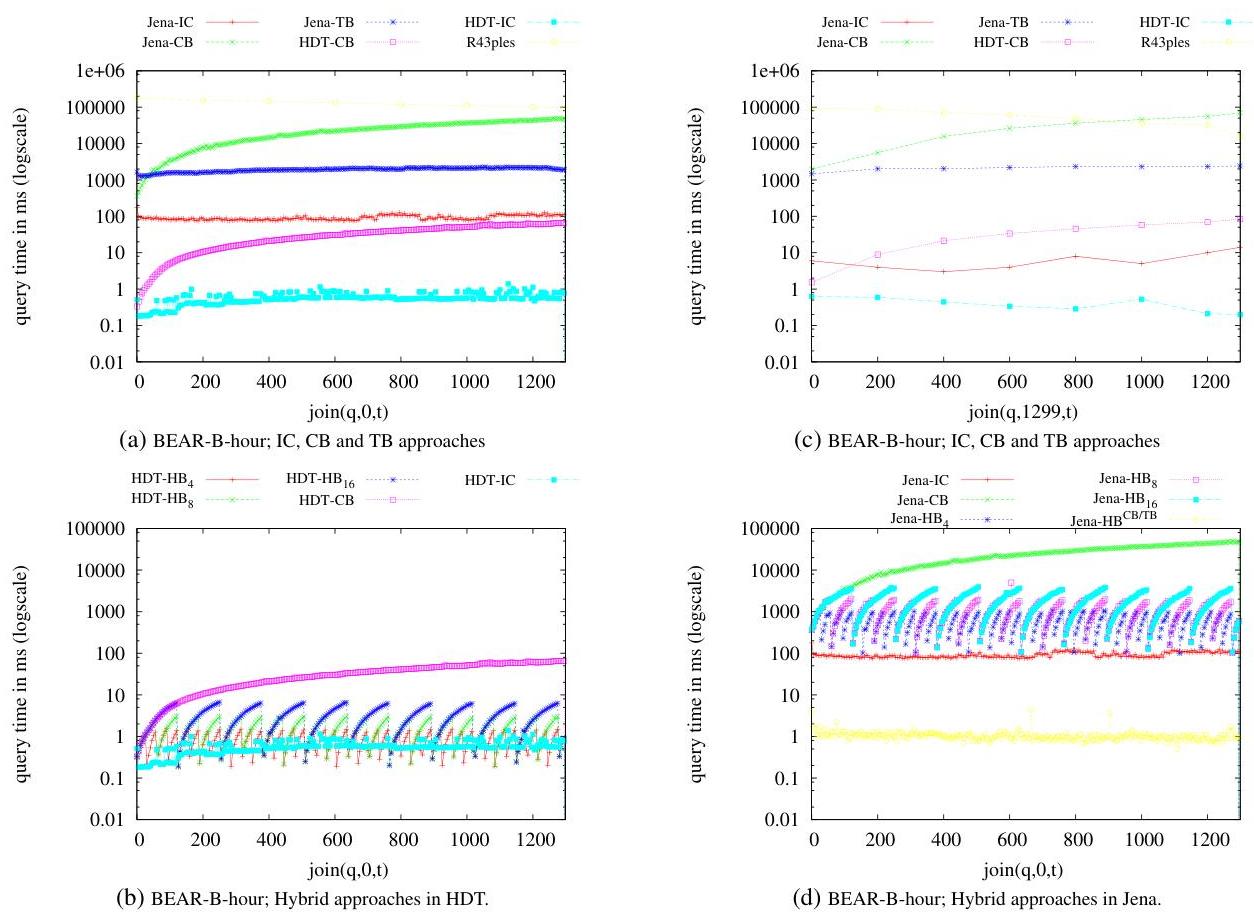 Jena-IC Jena-TB HDT-IC
Jena-CB HDT-CB R43ples
1e+06
100000
10000
1000
100
10
1
0.1
0.01
query time in ms (logscale)
0 200 400 600 800 1000 1200
join(q,0,t)
(a) BEAR-B-hour; IC, CB and TB approaches
Jena-IC Jena-TB HDT-IC
Jena-CB HDT-CB R43ples
1e+06
100000
10000
1000
100
10
1
0.1
0.01
query time in ms (logscale)
0 200 400 600 800 1000 1200
join(q,1299,t)
(c) BEAR-B-hour; IC, CB and TB approaches
HDT-HB4 HDT-HB16 HDT-IC
HDT-HB8 HDT-CB
100000
10000
1000
100
10
1
0.1
0.01
query time in ms (logscale)
0 200 400 600 800 1000 1200
join(q,0,t)
(b) BEAR-B-hour; Hybrid approaches in HDT.
Jena-IC Jena-HB8
Jena-CB Jena-HB16
Jena-HB4 Jena-HBCB/TB
100000
10000
1000
100
10
1
0.1
0.01
query time in ms (logscale)
0 200 400 600 800 1000 1200
join(q,0,t)
(d) BEAR-B-hour; Hybrid approaches in Jena.